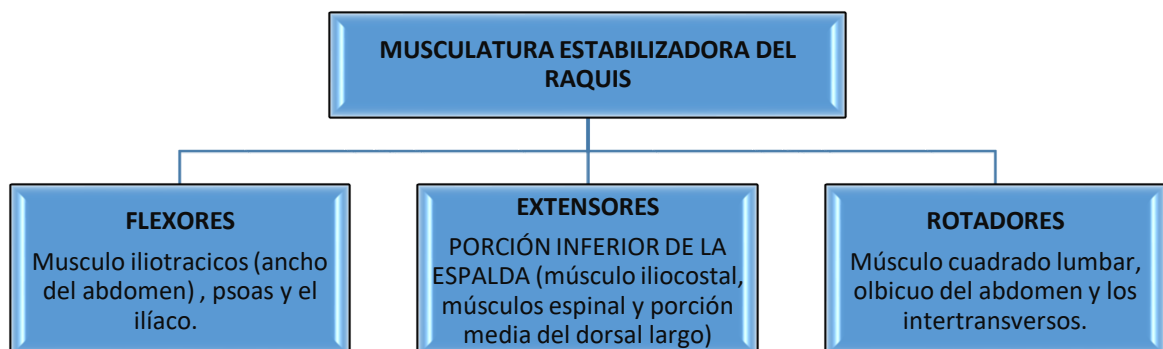 MUSCULATURA ESTABILIZADORA DEL
RAQUIS
FLEXORES
Musculo iliotracicos (ancho
del abdomen) , psoas y el
ilíaco.
EXTENSORES
PORCIÓN INFERIOR DE LA
ESPALDA (músculo iliocostal,
músculos espinal y porción
media del dorsal largo)
ROTADORES
Músculo cuadrado lumbar,
olbicuo del abdomen y los
intertransversos.